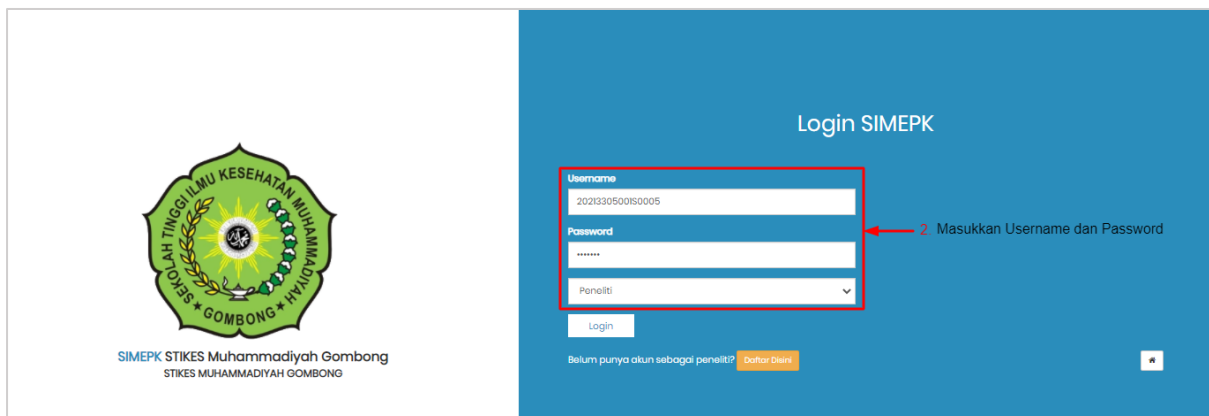 SEKOLAH TINGGI ILMU KESEHATAN MUHAMMADIYAH
* GOMBONG *
SIMEPK STIKES Muhammadiyah Gombong
STIKES MUHAMMADIYAH GOMBONG
Login SIMEPK
Username
2021330500IS0005
Password
•••••••
Peneliti
Login
Belum punya akun sebagai peneliti? Daftar Disini
2 Masukkan Username dan Password